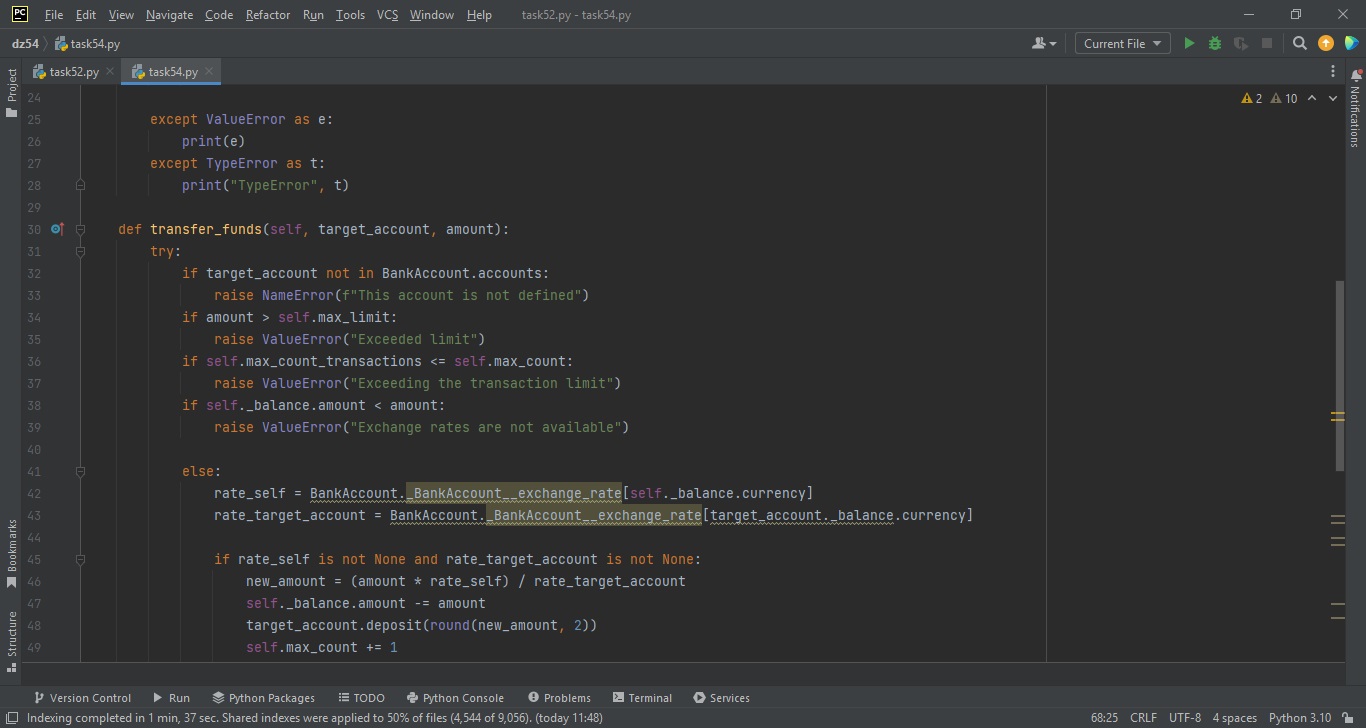 PC File Edit View Navigate Code Refactor Run Tools VCS Window Help task52.py - task54.py
dz54 task54.py Current File
task52.py task54.py
Project
Notifications
2 10
24
25 except ValueError as e:
26 print(e)
27 except TypeError as t:
28 print("TypeError", t)
29
30 def transfer_funds(self, target_account, amount):
31 try:
32 if target_account not in BankAccount.accounts:
33 raise NameError(f"This account is not defined")
34 if amount > self.max_limit:
35 raise ValueError("Exceeded limit")
36 if self.max_count_transactions <= self.max_count:
37 raise ValueError("Exceeding the transaction limit")
38 if self._balance.amount < amount:
39 raise ValueError("Exchange rates are not available")
40
41 else:
42 rate_self = BankAccount._BankAccount__exchange_rate[self._balance.currency]
43 rate_target_account = BankAccount._BankAccount__exchange_rate[target_account._balance.currency]
44
45 if rate_self is not None and rate_target_account is not None:
46 new_amount = (amount * rate_self) / rate_target_account
47 self._balance.amount -= amount
48 target_account.deposit(round(new_amount, 2))
49 self.max_count += 1
Bookmarks
Structure
Version Control Run Python Packages TODO Python Console Problems Terminal Services
Indexing completed in 1 min, 37 sec. Shared indexes were applied to 50% of files (4,544 of 9,056). (today 11:48) 68:25 CRLF UTF-8 4 spaces Python 3.10